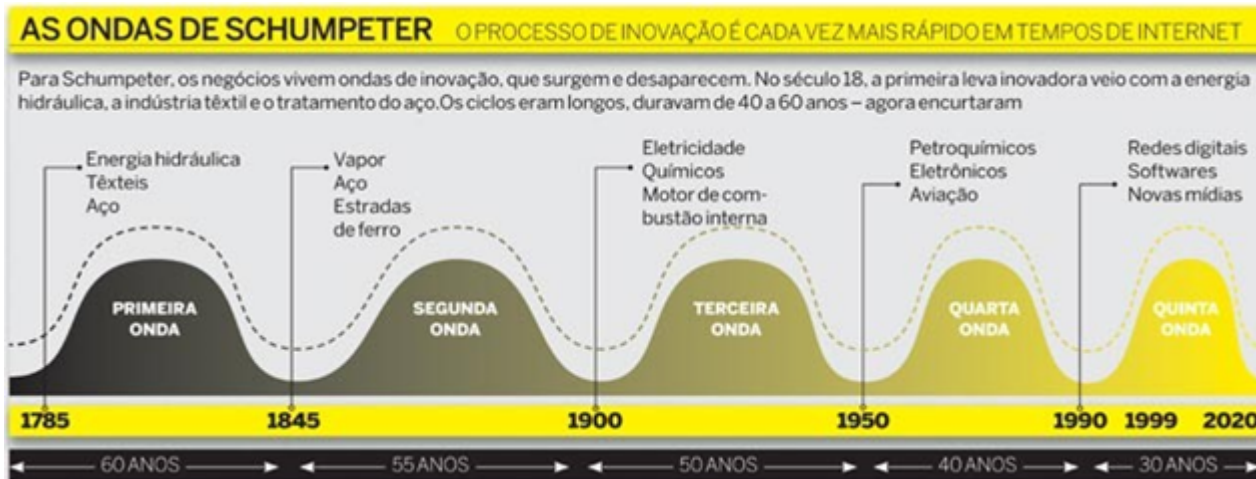 AS ONDAS DE SCHUMPETER O PROCESSO DE INOVAÇÃO É CADA VEZ MAIS RÁPIDO EM TEMPOS DE INTERNET
Para Schumpeter, os negócios vivem ondas de inovação, que surgem e desaparecem. No século 18, a primeira leva inovadora veio com a energia
hidráulica, a indústria têxtil e o tratamento do aço.Os ciclos eram longos, duravam de 40 a 60 anos – agora encurtaram
Energia hidráulica
Têxteis
Aço
Vapor
Aço
Estradas
de ferro
Eletricidade
Químicos
Motor de com-
bustão interna
Petroquímicos
Eletrônicos
Aviação
Redes digitais
Softwares
Novas mídias
PRIMEIRA
ONDA
SEGUNDA
ONDA
TERCEIRA
ONDA
QUARTA
ONDA
QUINTA
ONDA
1785 1845 1900 1950 1990 1999 2020
60 ANOS 55 ANOS 50 ANOS 40 ANOS 30 ANOS